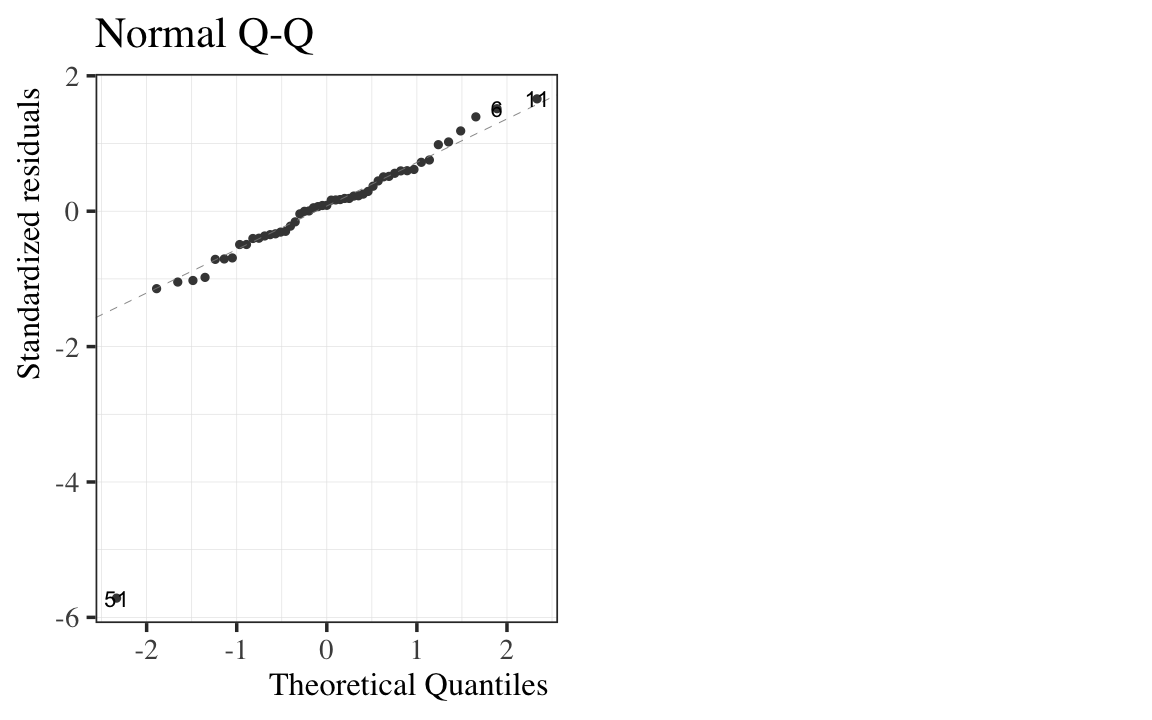 Normal Q-Q
Standardized residuals
2
0
-2
-4
-6
6
11
51
-2 -1 0 1 2
Theoretical Quantiles